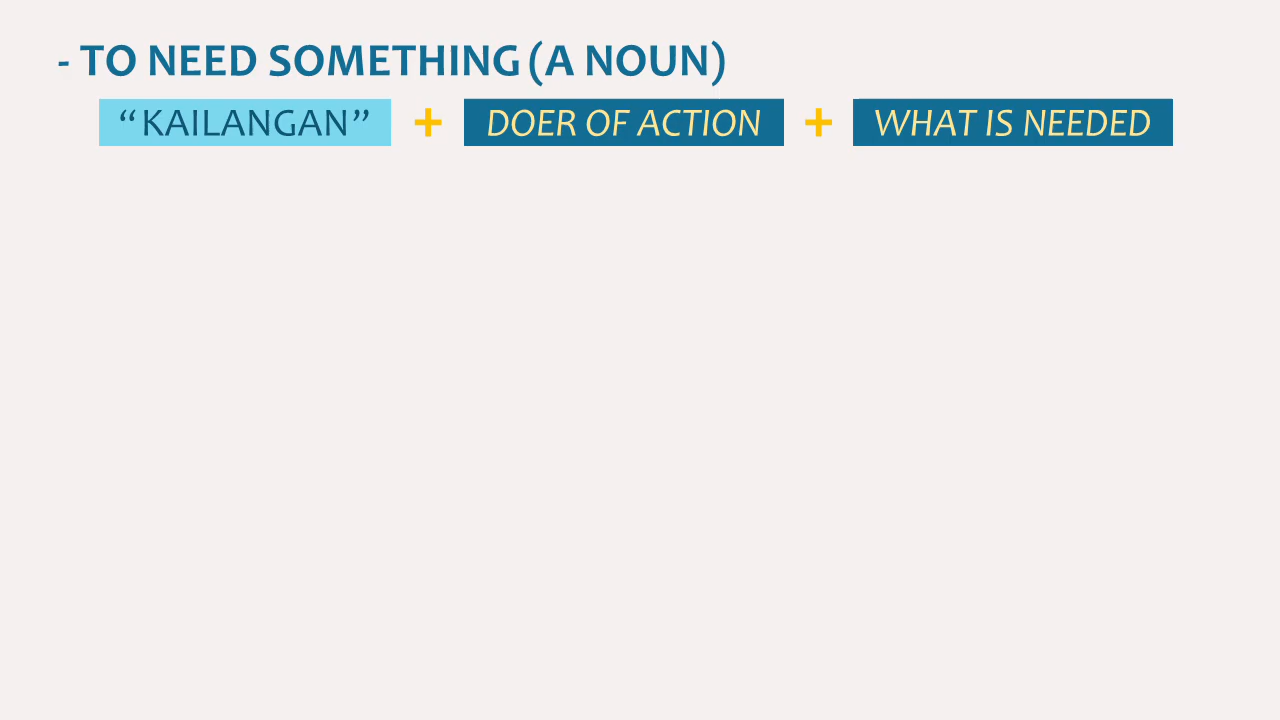 - TO NEED SOMETHING (A NOUN)
“KAILANGAN” + DOER OF ACTION + WHAT IS NEEDED